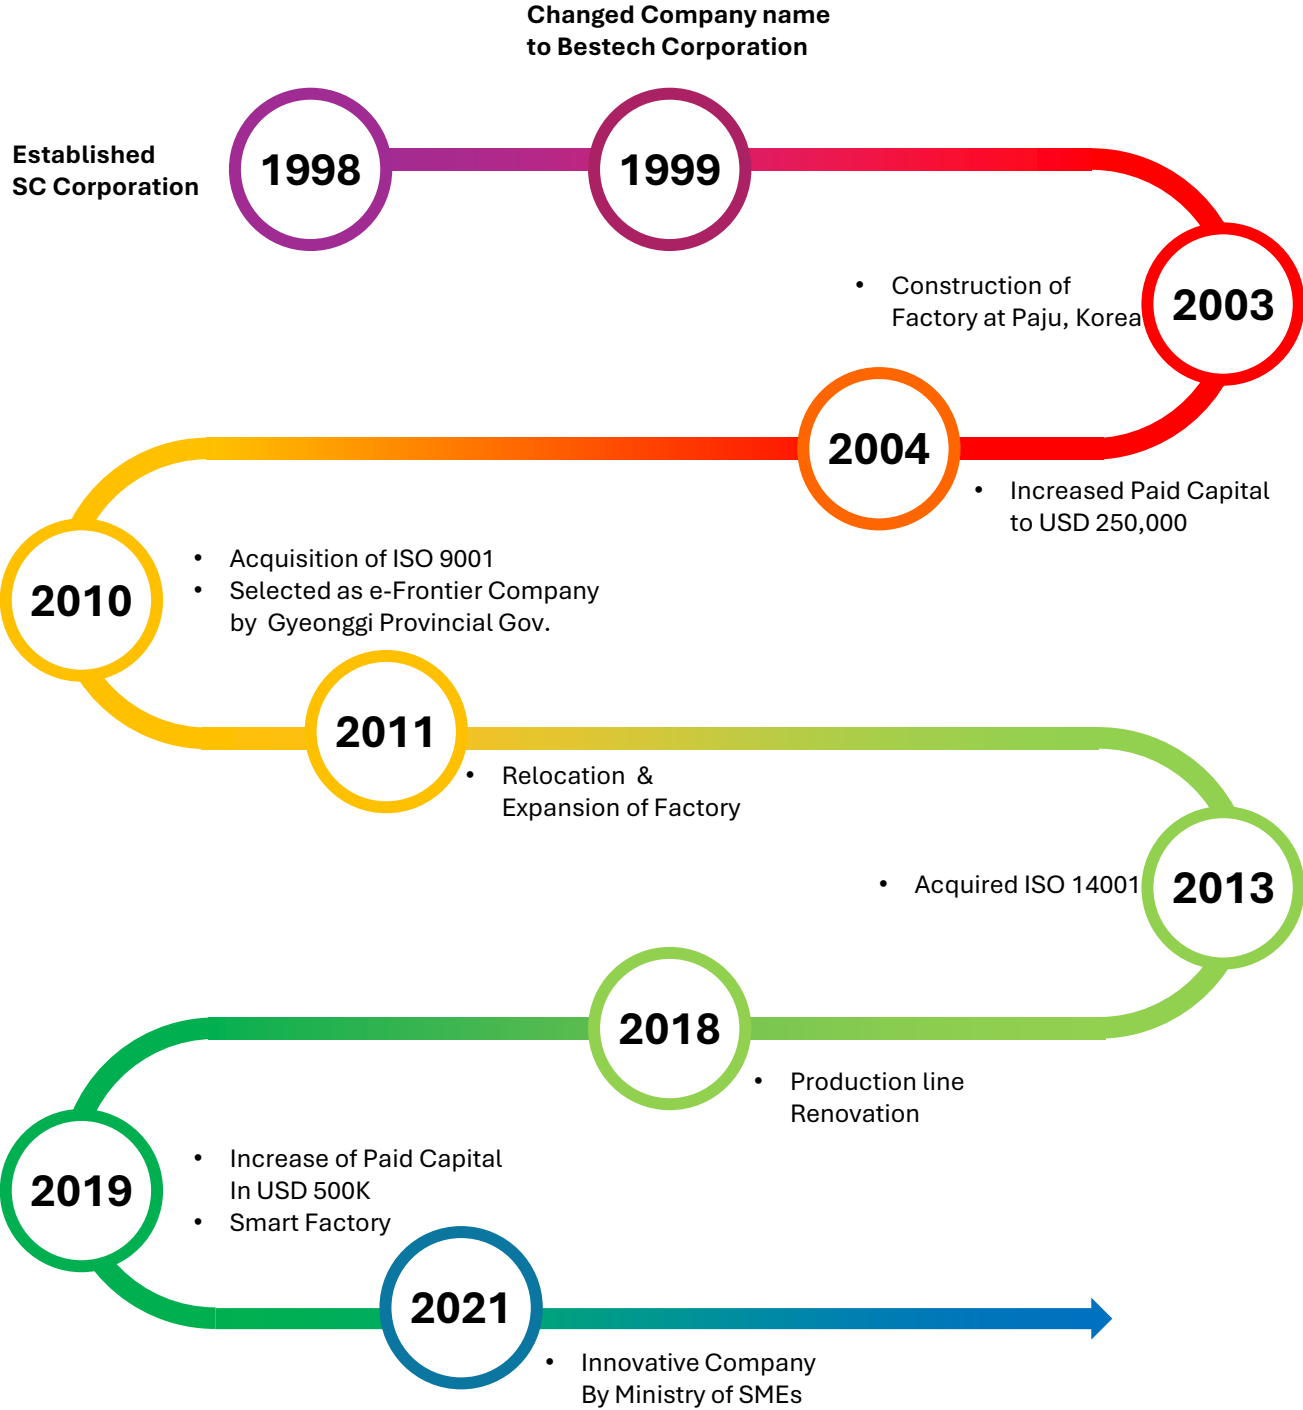 Changed Company name
to Bestech Corporation
Established
SC Corporation
1998
1999
• Construction of
Factory at Paju, Korea
2003
2004
• Increased Paid Capital
to USD 250,000
2010
• Acquisition of ISO 9001
• Selected as e-Frontier Company
by Gyeonggi Provincial Gov.
2011
• Relocation &
Expansion of Factory
• Acquired ISO 14001
2013
2018
• Production line
Renovation
2019
• Increase of Paid Capital
In USD 500K
• Smart Factory
2021
• Innovative Company
By Ministry of SMEs